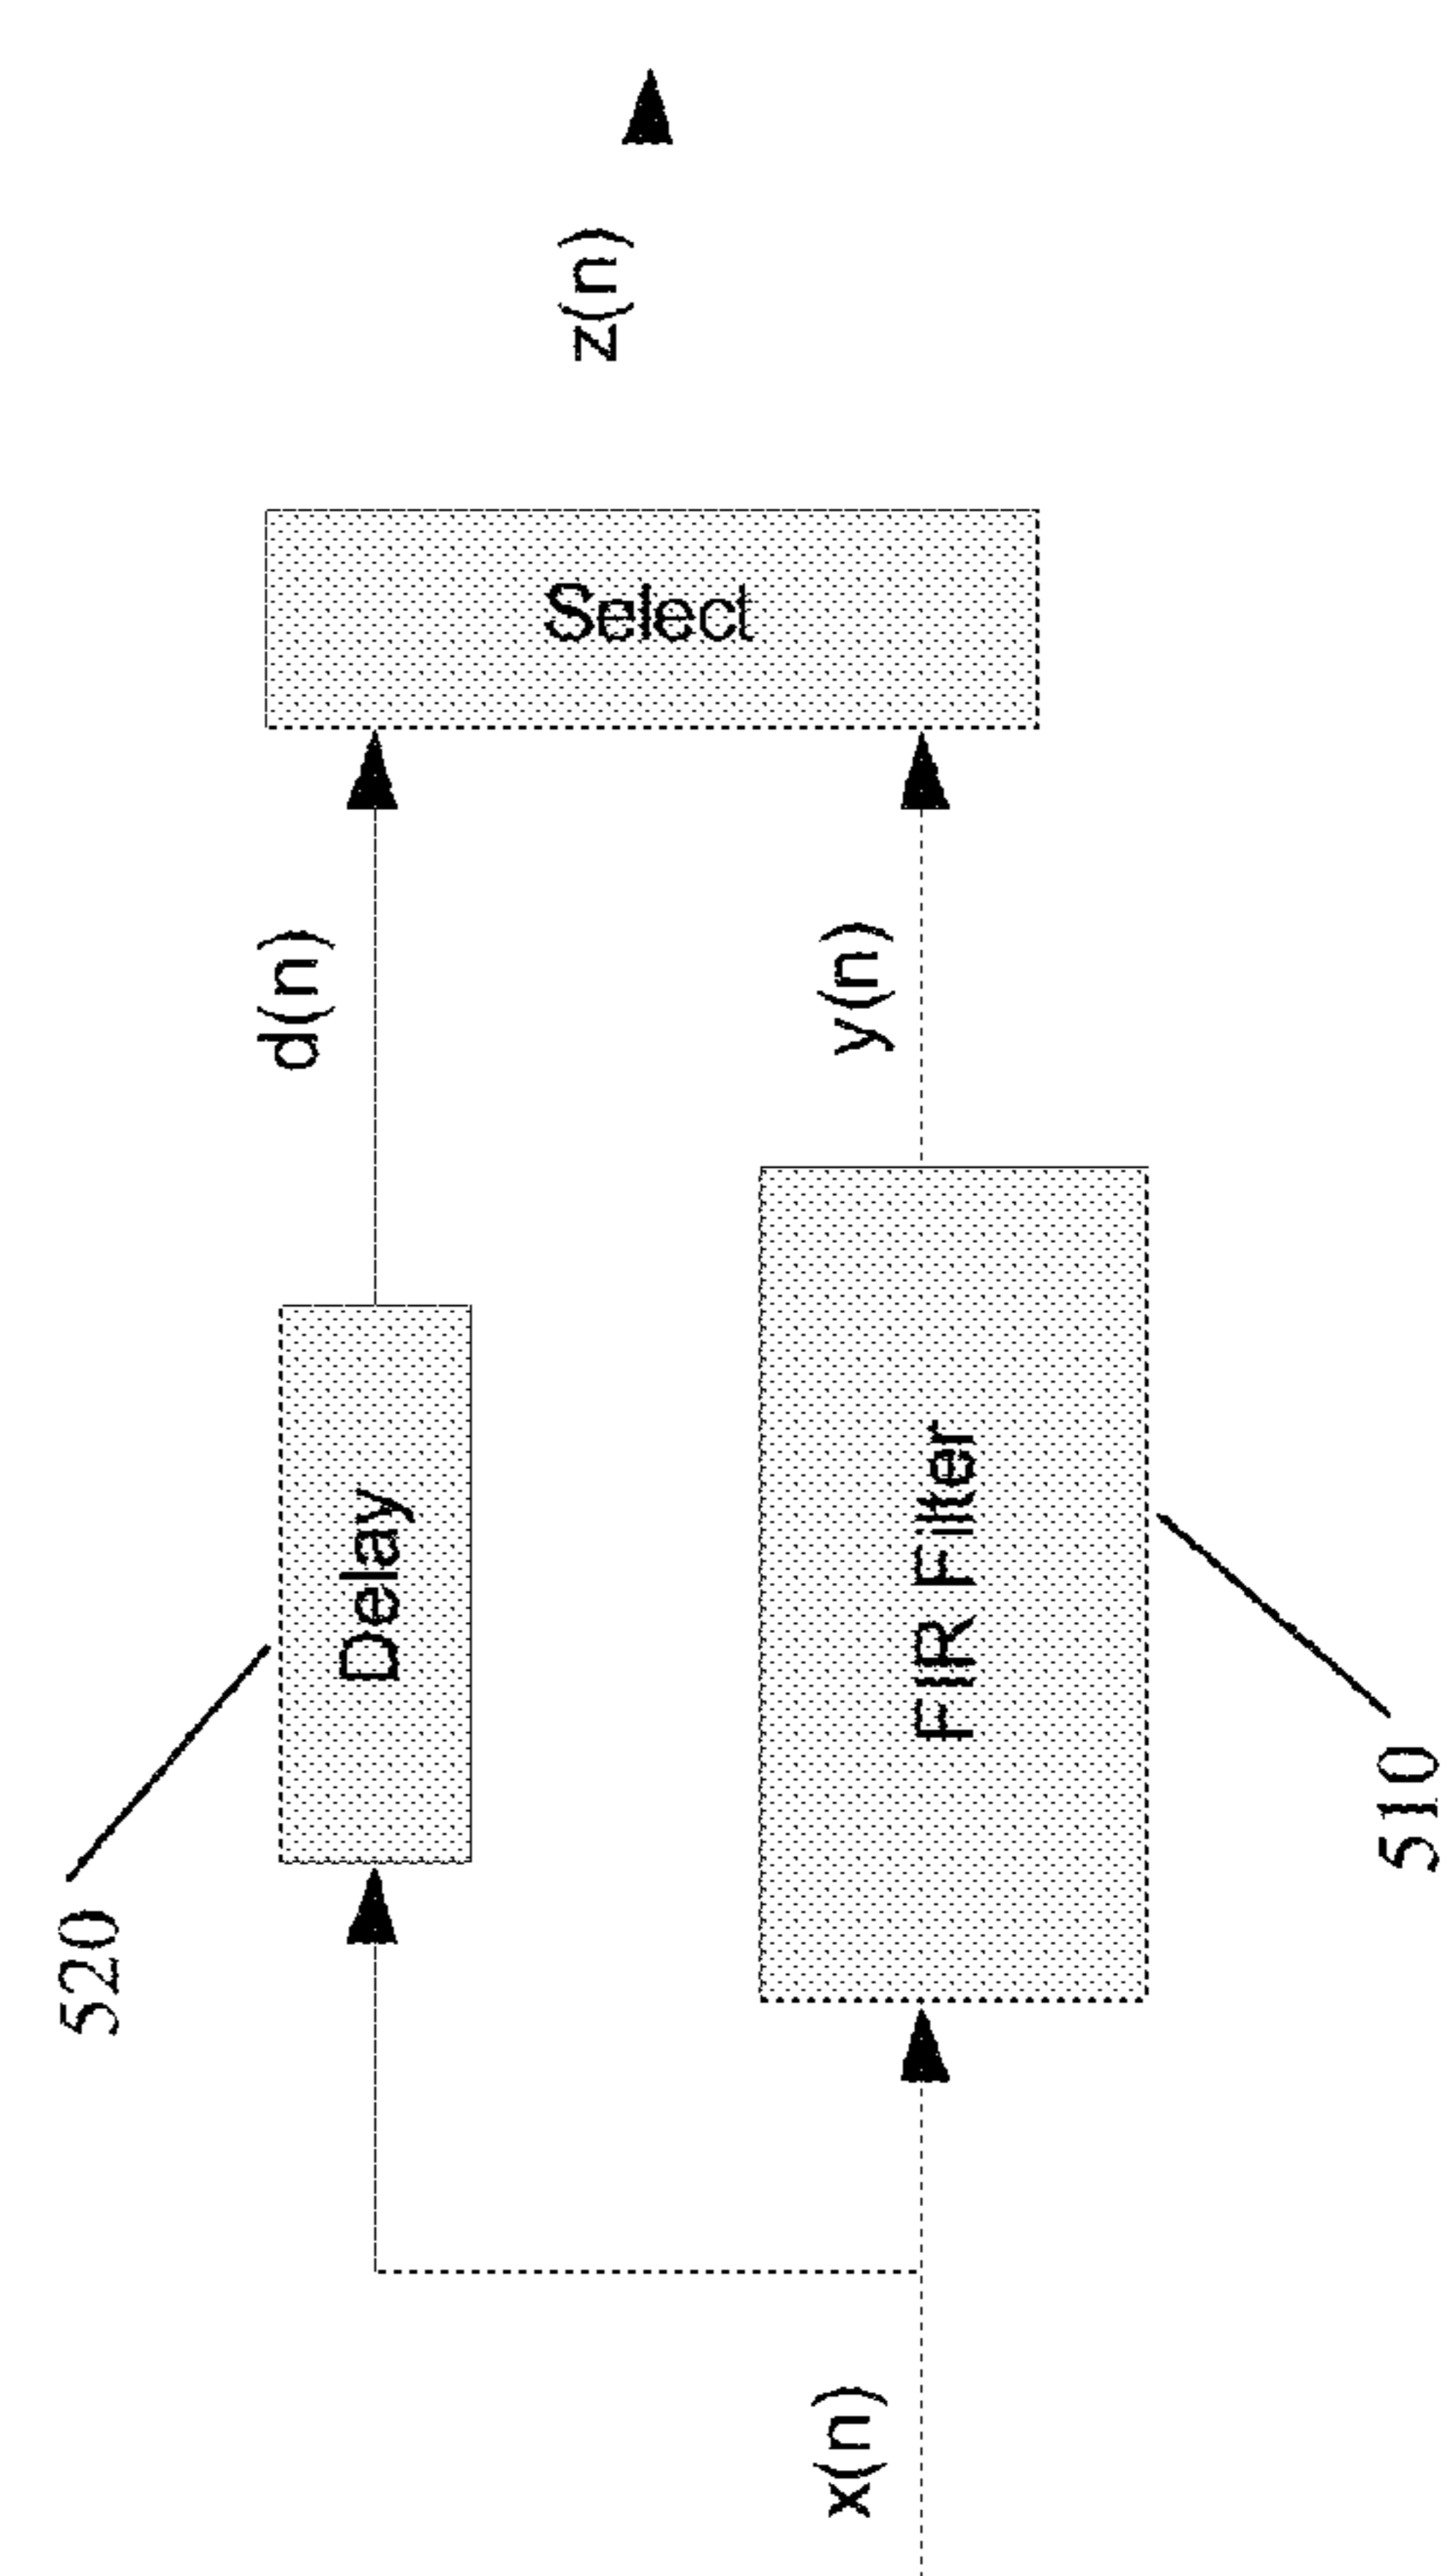 520
Delay
d(n)
x(n)
FIR Filter
y(n)
Select
z(n)
510